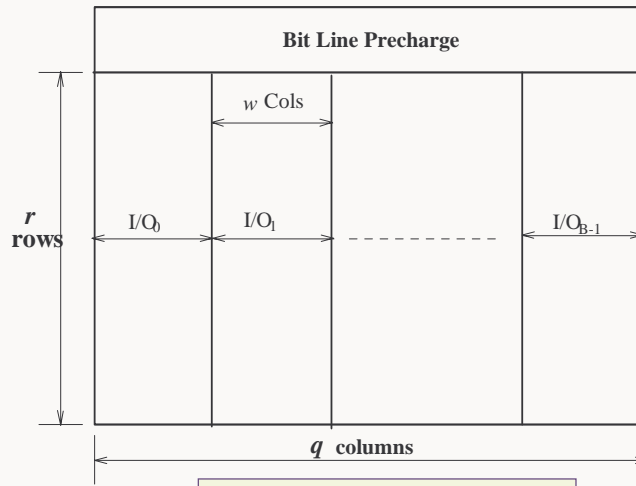 Bit Line Precharge
w Cols
r
rows
I/O0 I/O1 I/OB-1
q columns